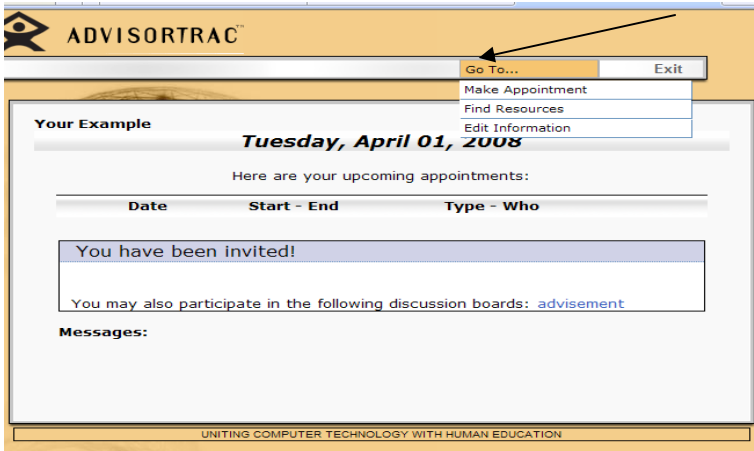 ADVISORTRAC™
Go To... Exit
Make Appointment
Find Resources
Edit Information
Your Example
Tuesday, April 01, 2008
Here are your upcoming appointments:
Date Start - End Type - Who
You have been invited!
You may also participate in the following discussion boards: advisement
Messages:
UNITING COMPUTER TECHNOLOGY WITH HUMAN EDUCATION